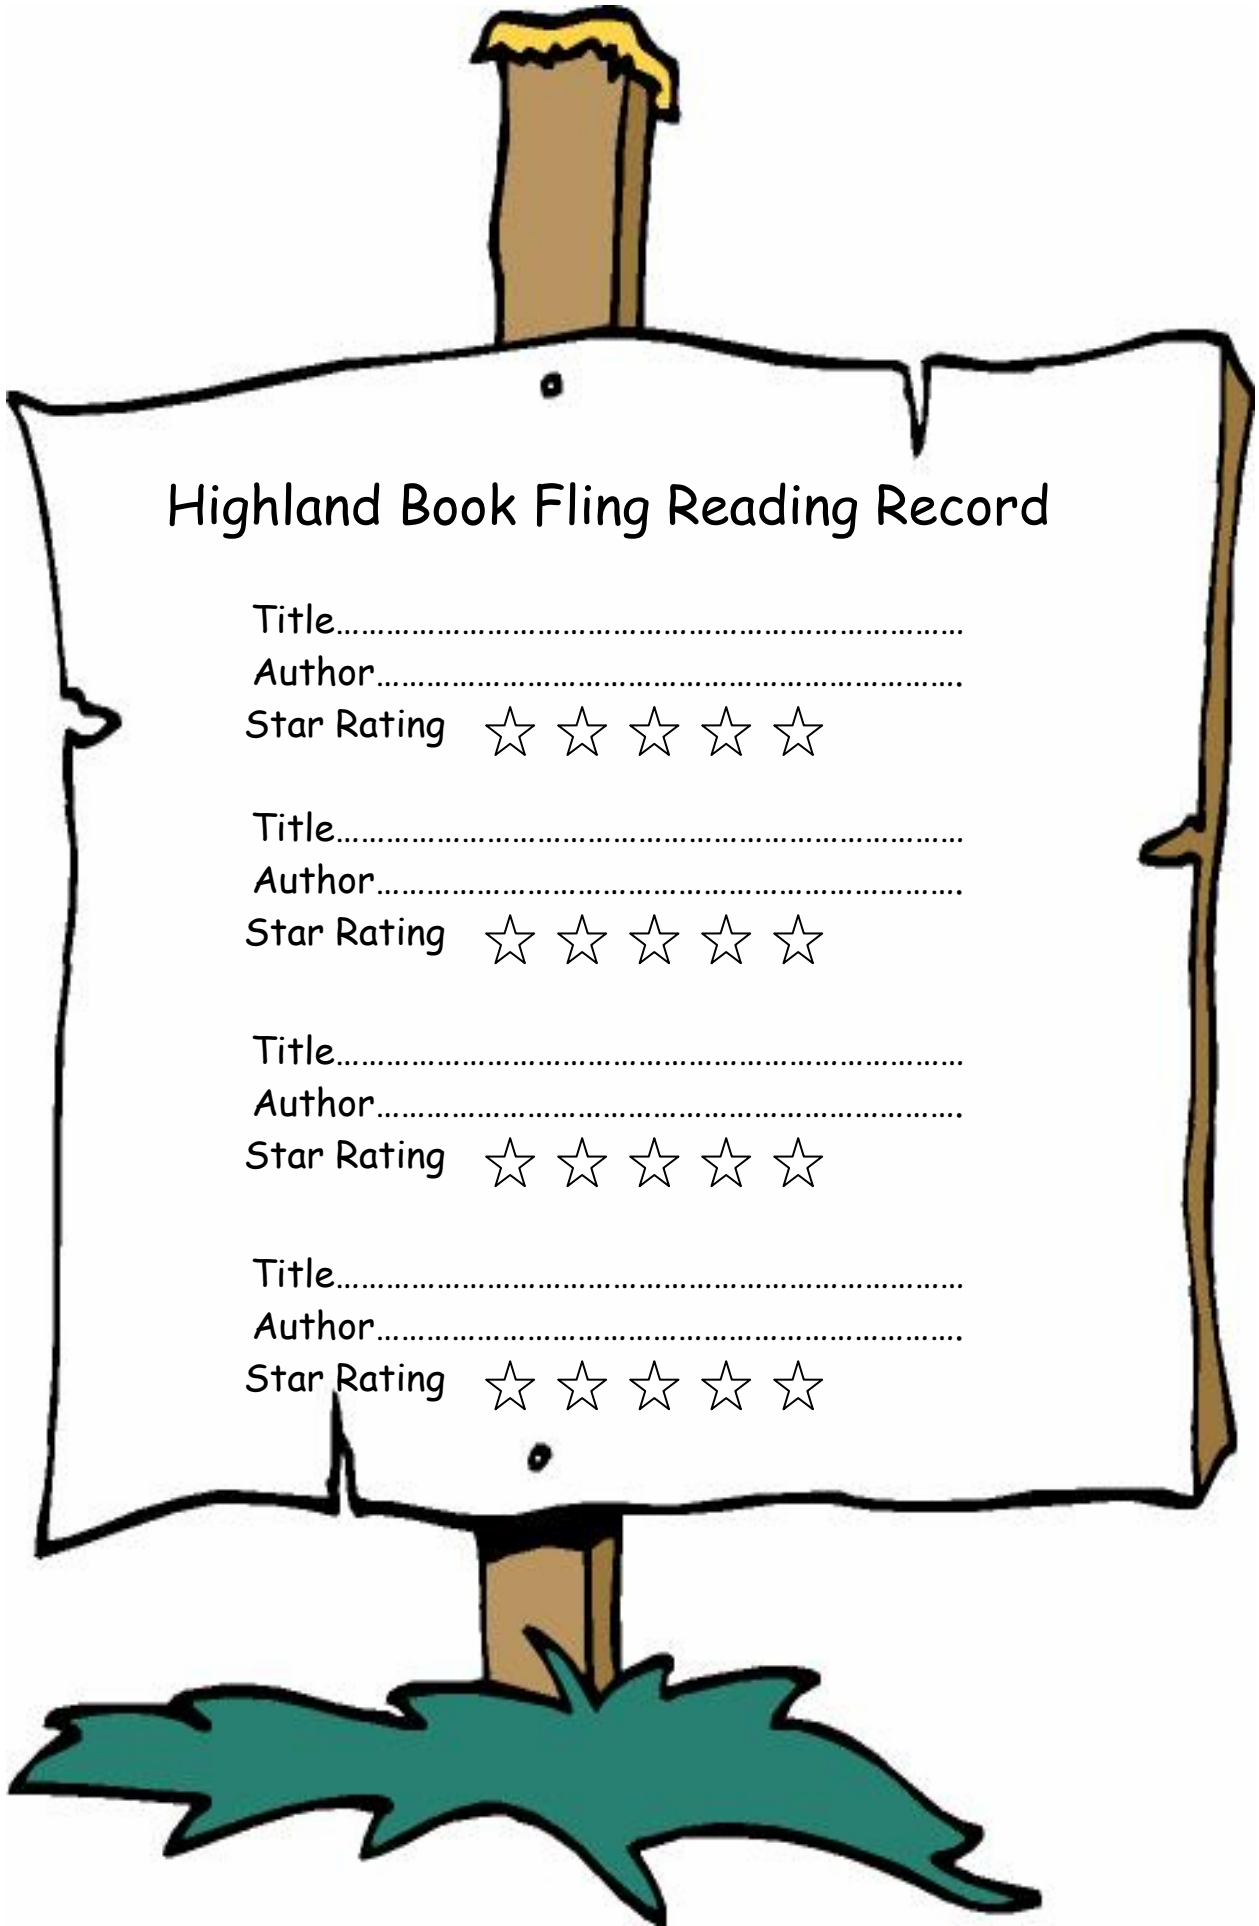 Highland Book Fling Reading Record
Title……………………………………………………………………
Author……………………………………………………………….
Star Rating ☆ ☆ ☆ ☆ ☆
Title……………………………………………………………………
Author……………………………………………………………….
Star Rating ☆ ☆ ☆ ☆ ☆
Title……………………………………………………………………
Author……………………………………………………………….
Star Rating ☆ ☆ ☆ ☆ ☆
Title……………………………………………………………………
Author……………………………………………………………….
Star Rating ☆ ☆ ☆ ☆ ☆